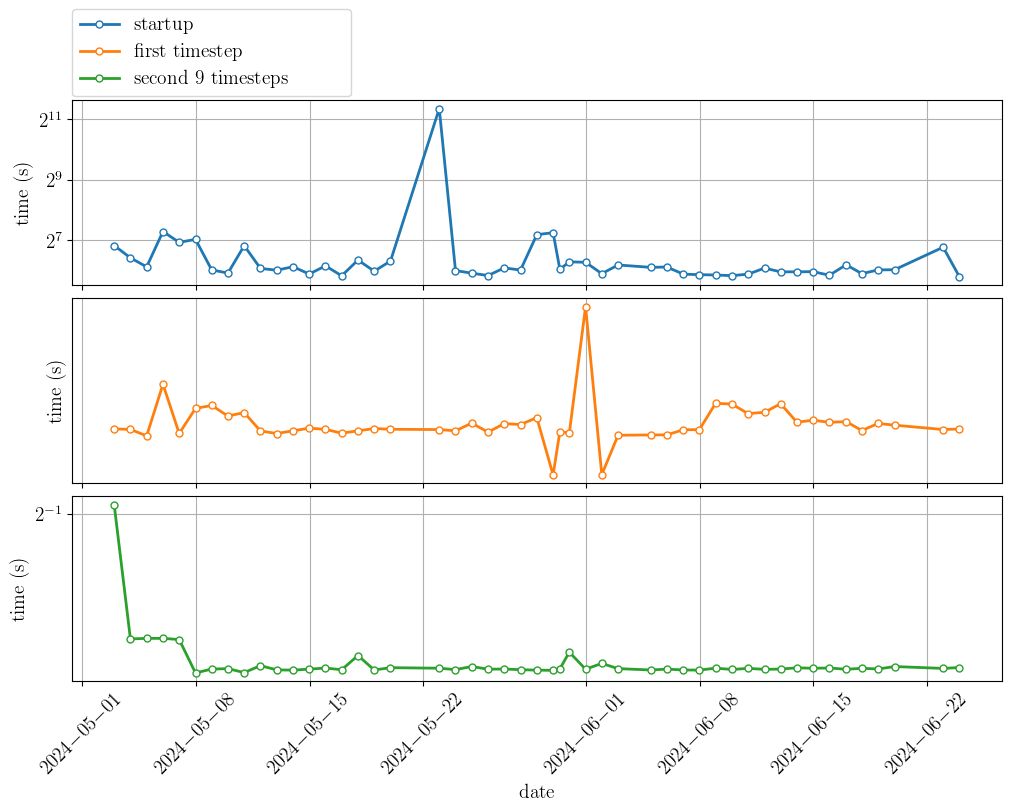 startup
first timestep
second 9 timesteps
2^11
2^9
2^7
time (s)
time (s)
2^-1
time (s)
2024-05-01
2024-05-08
2024-05-15
2024-05-22
2024-06-01
2024-06-08
2024-06-15
2024-06-22
date